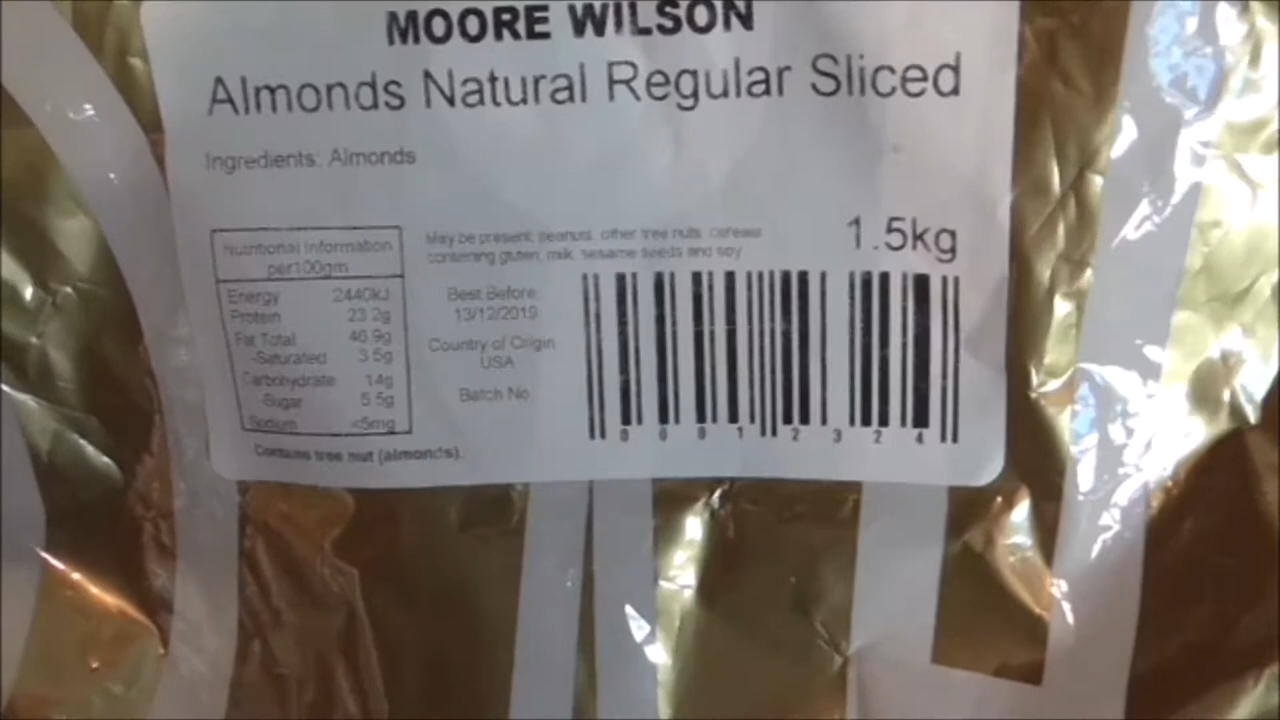 MOORE WILSON
Almonds Natural Regular Sliced
Ingredients: Almonds
1.5kg
Nutritional Information
per100gm
Energy 2440kJ
Protein 23.2g
Fat Total 46.9g
-Saturated 3.5g
Carbohydrate 14g
-Sugar 5.5g
Sodium <5mg
Contains tree nut (almonds).
May be present: peanuts, other tree nuts, cereals
containing gluten, milk, sesame seeds and soy
Best Before:
13/12/2019
Country of Origin
USA
Batch No
0 0 0 1 2 3 2 4